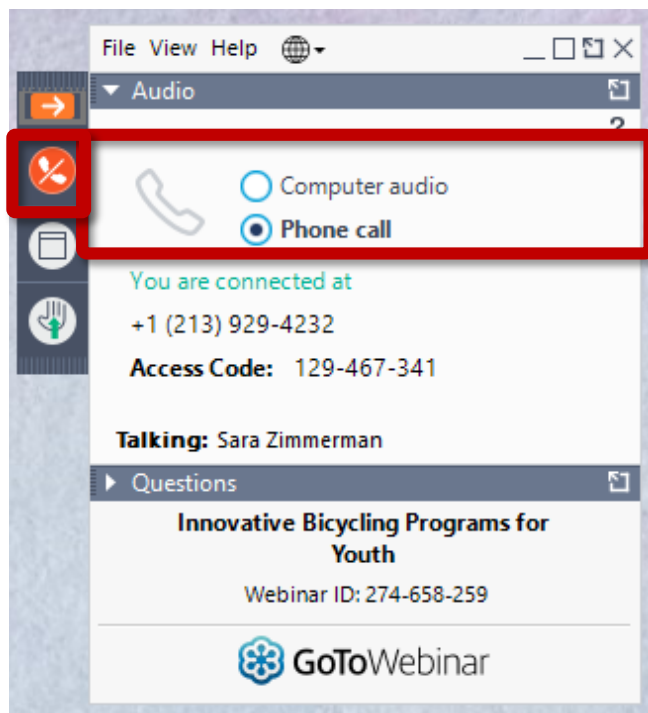 File View Help
Audio
?
Computer audio
Phone call
You are connected at
+1 (213) 929-4232
Access Code: 129-467-341
Talking: Sara Zimmerman
Questions
Innovative Bicycling Programs for
Youth
Webinar ID: 274-658-259
GoToWebinar